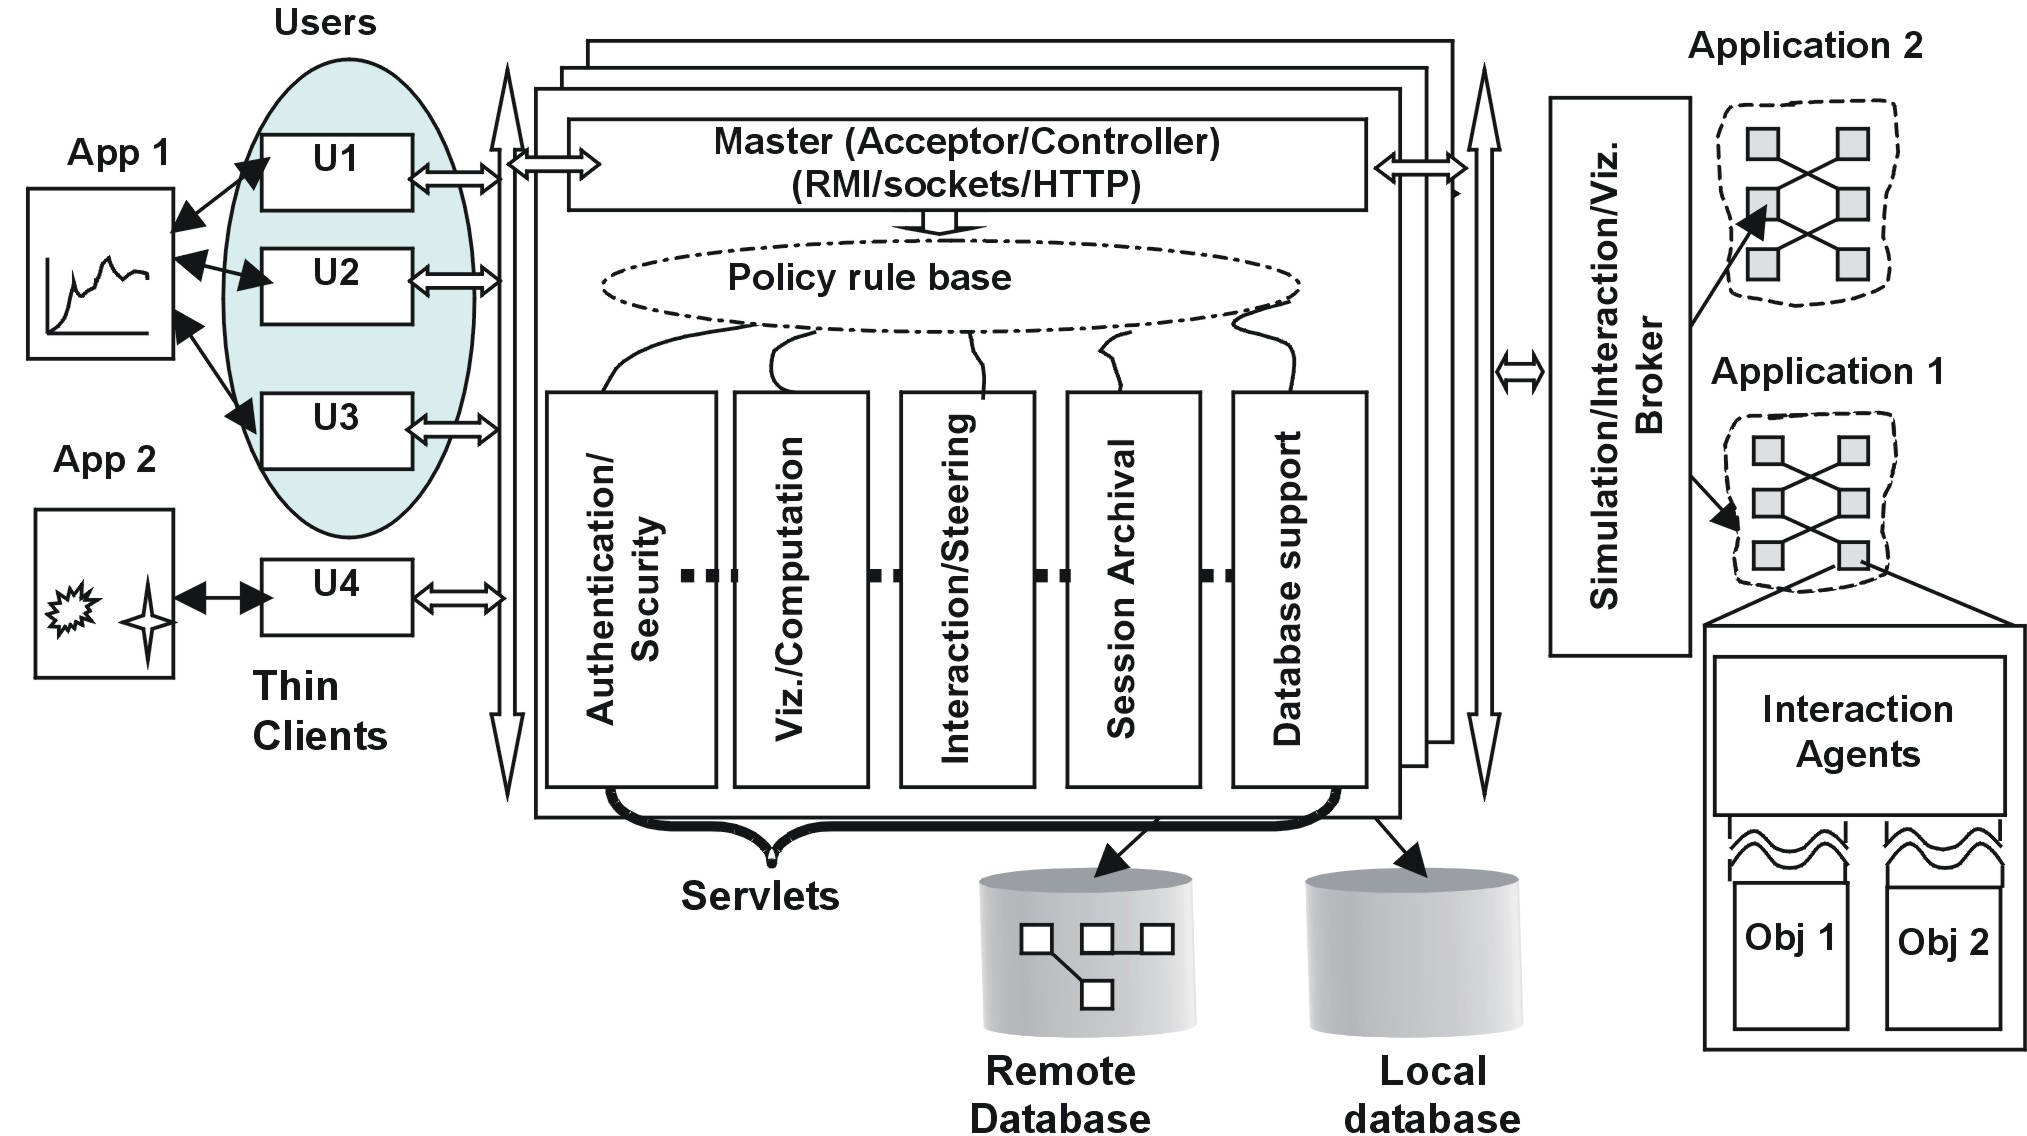 Users
App 1
U1
U2
U3
App 2
U4
Thin
Clients
Master (Acceptor/Controller)
(RMI/sockets/HTTP)
Policy rule base
Authentication/
Security
Viz./Computation
Interaction/Steering
Session Archival
Database support
Servlets
Remote
Database
Local
database
Simulation/Interaction/Viz.
Broker
Application 2
Application 1
Interaction
Agents
Obj 1
Obj 2